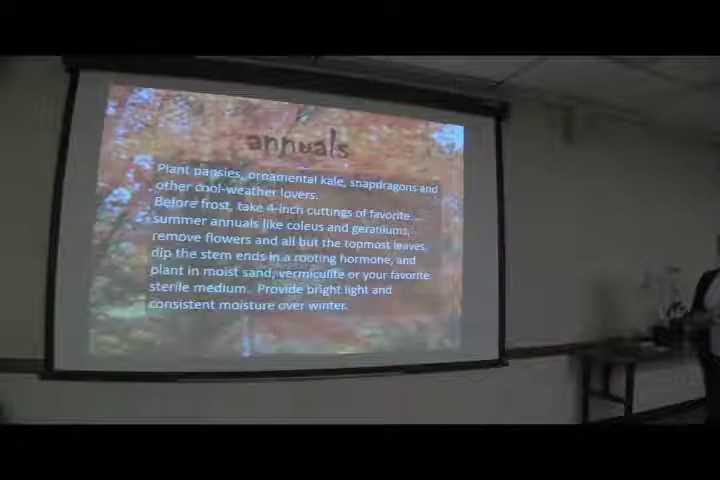 annuals
Plant pansies, ornamental kale, snapdragons and
other cool-weather lovers.
Before frost, take 4-inch cuttings of favorite
summer annuals like coleus and geraniums,
remove flowers and all but the topmost leaves,
dip the stem ends in a rooting hormone, and
plant in moist sand, vermiculite or your favorite
sterile medium. Provide bright light and
consistent moisture over winter.